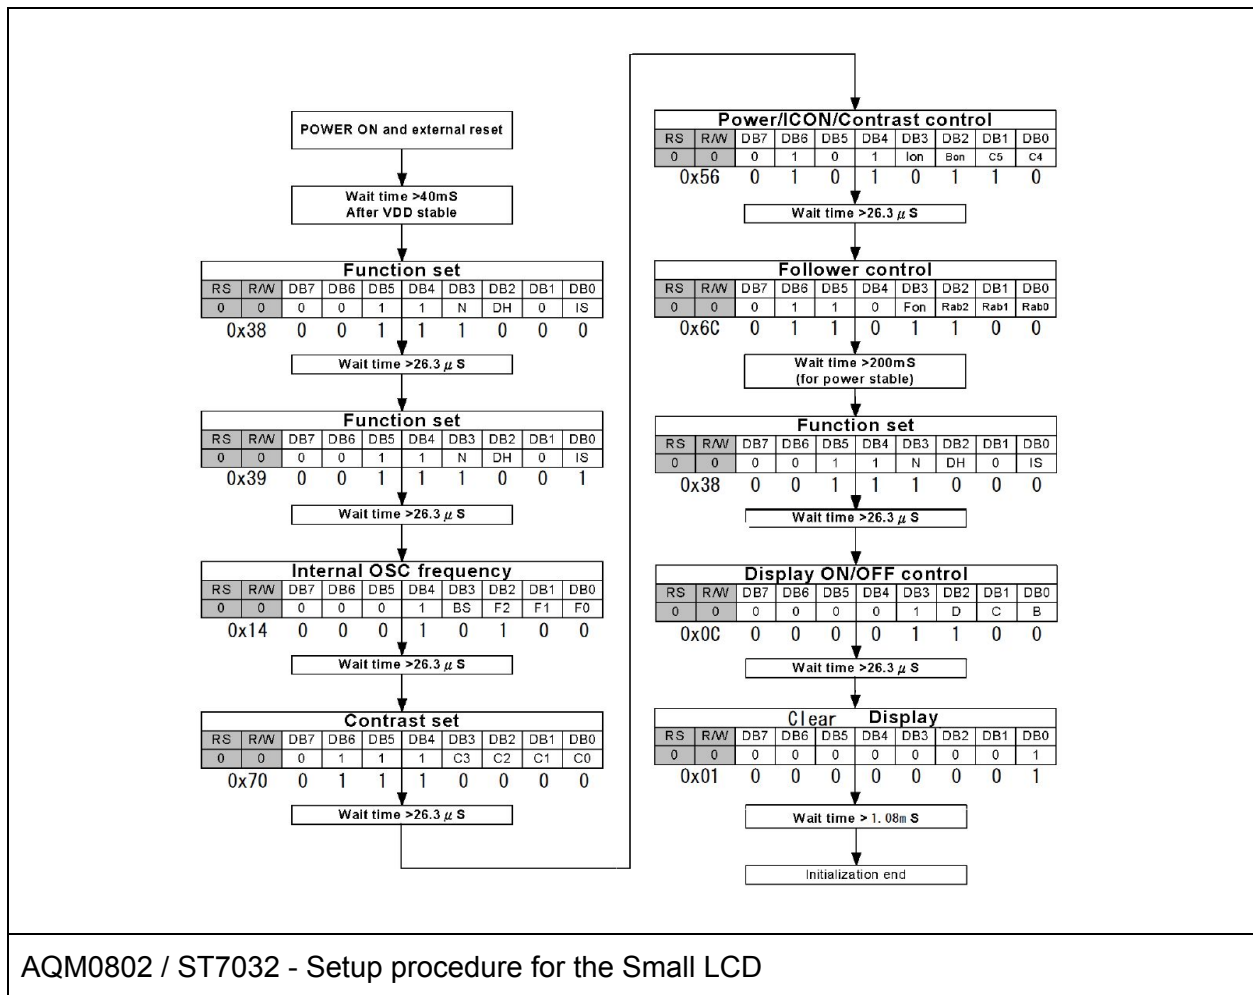 POWER ON and external reset
Wait time >40mS
After VDD stable
Function set
RS R/W DB7 DB6 DB5 DB4 DB3 DB2 DB1 DB0
0 0 0 0 1 1 N DH 0 IS
0x38 0 0 1 1 1 0 0 0
Wait time >26.3 μ S
Function set
RS R/W DB7 DB6 DB5 DB4 DB3 DB2 DB1 DB0
0 0 0 0 1 1 N DH 0 IS
0x39 0 0 1 1 1 0 0 1
Wait time >26.3 μ S
Internal OSC frequency
RS R/W DB7 DB6 DB5 DB4 DB3 DB2 DB1 DB0
0 0 0 0 0 1 BS F2 F1 F0
0x14 0 0 0 1 0 1 0 0
Wait time >26.3 μ S
Contrast set
RS R/W DB7 DB6 DB5 DB4 DB3 DB2 DB1 DB0
0 0 0 1 1 1 C3 C2 C1 C0
0x70 0 1 1 1 0 0 0 0
Wait time >26.3 μ S
Power/ICON/Contrast control
RS R/W DB7 DB6 DB5 DB4 DB3 DB2 DB1 DB0
0 0 0 1 0 1 Ion Bon C5 C4
0x56 0 1 0 1 0 1 1 0
Wait time >26.3 μ S
Follower control
RS R/W DB7 DB6 DB5 DB4 DB3 DB2 DB1 DB0
0 0 0 1 1 0 Fon Rab2 Rab1 Rab0
0x6C 0 1 1 0 1 1 0 0
Wait time >200mS
(for power stable)
Function set
RS R/W DB7 DB6 DB5 DB4 DB3 DB2 DB1 DB0
0 0 0 0 1 1 N DH 0 IS
0x38 0 0 1 1 1 0 0 0
Wait time >26.3 μ S
Display ON/OFF control
RS R/W DB7 DB6 DB5 DB4 DB3 DB2 DB1 DB0
0 0 0 0 0 0 1 D C B
0x0C 0 0 0 0 1 1 0 0
Wait time >26.3 μ S
Clear Display
RS R/W DB7 DB6 DB5 DB4 DB3 DB2 DB1 DB0
0 0 0 0 0 0 0 0 0 1
0x01 0 0 0 0 0 0 0 1
Wait time > 1.08m S
Initialization end
AQM0802 / ST7032 - Setup procedure for the Small LCD